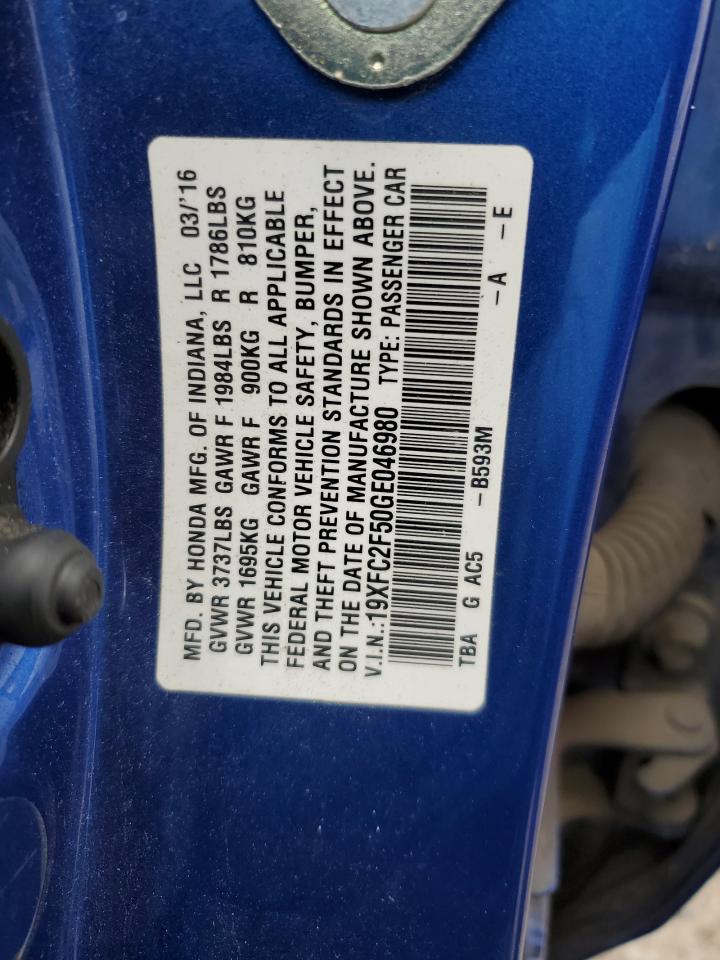 MFD. BY HONDA MFG. OF INDIANA, LLC 03/'16
GVWR 3737LBS GAWR F 1984LBS R 1786LBS
GVWR 1695KG GAWR F 900KG R 810KG
THIS VEHICLE CONFORMS TO ALL APPLICABLE
FEDERAL MOTOR VEHICLE SAFETY, BUMPER,
AND THEFT PREVENTION STANDARDS IN EFFECT
ON THE DATE OF MANUFACTURE SHOWN ABOVE.
V.I.N.:19XFC2F50GE046980 TYPE: PASSENGER CAR
TBA G AC5 -B593M -A -E